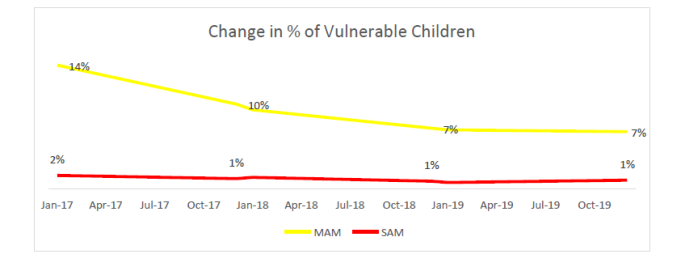 Change in % of Vulnerable Children
14%
10%
7%
7%
2%
1%
1%
1%
Jan-17 Apr-17 Jul-17 Oct-17 Jan-18 Apr-18 Jul-18 Oct-18 Jan-19 Apr-19 Jul-19 Oct-19
MAM SAM